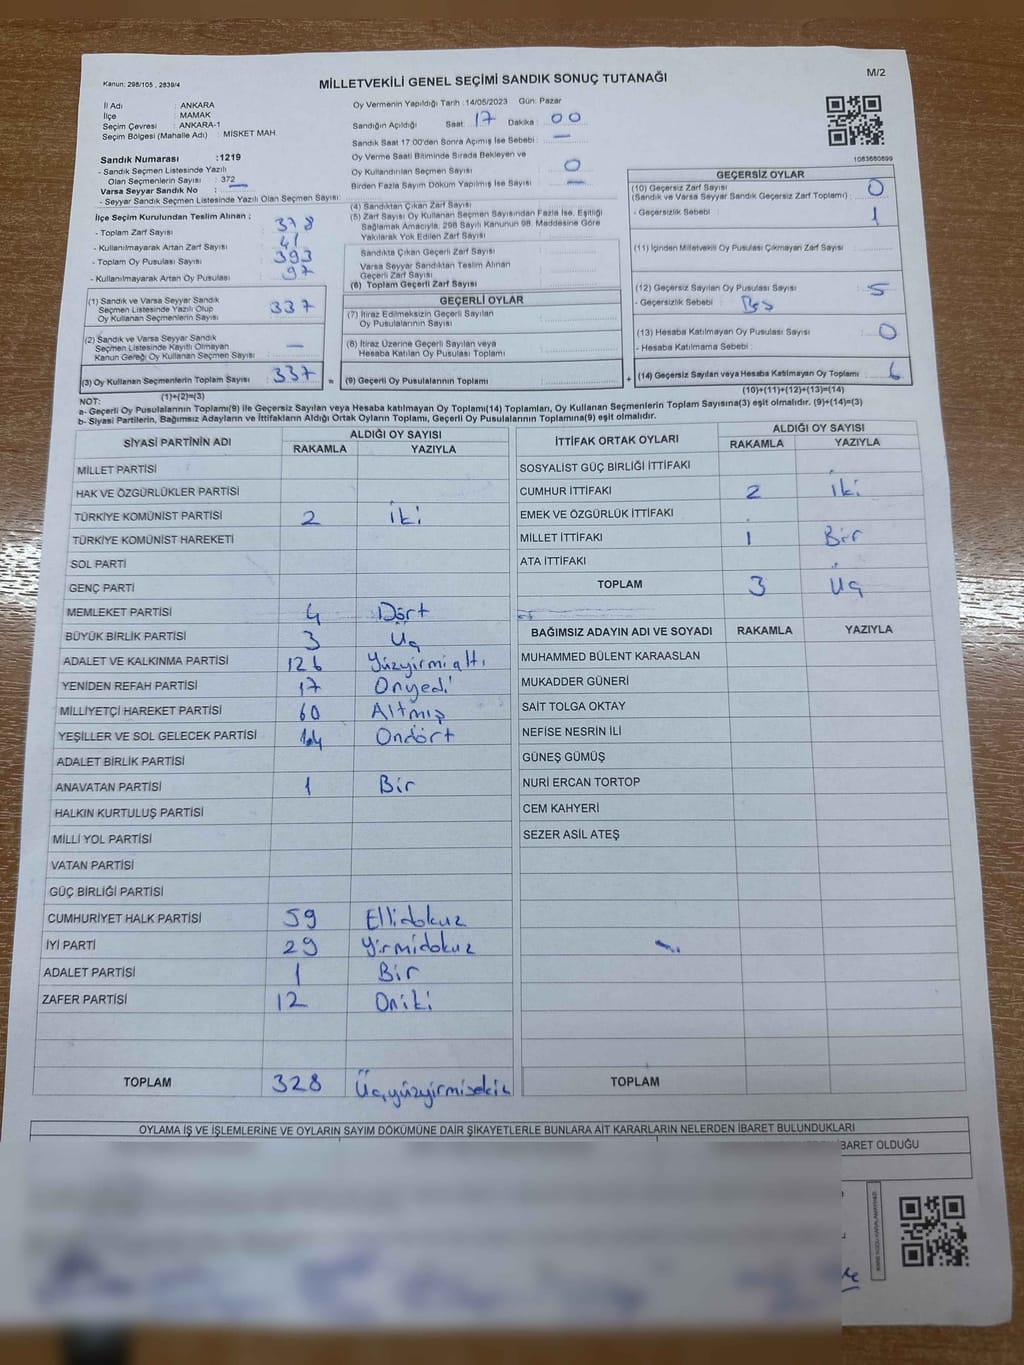 Kanun: 298/105 , 2839/4
MİLLETVEKİLİ GENEL SEÇİMİ SANDIK SONUÇ TUTANAĞI
M/2
İl Adı : ANKARA
İlçe : MAMAK
Seçim Çevresi : ANKARA-1
Seçim Bölgesi (Mahalle Adı) : MİSKET MAH.
Sandık Numarası :1219
- Sandık Seçmen Listesinde Yazılı
Olan Seçmenlerin Sayısı : 372
Varsa Seyyar Sandık No :
- Seyyar Sandık Seçmen Listesinde Yazılı Olan Seçmen Sayısı:
Oy Vermenin Yapıldığı Tarih :14/05/2023 Gün: Pazar
Sandığın Açıldığı Saat 17 Dakika 00
Sandık Saat 17:00'den Sonra Açımış İse Sebebi : —
Oy Verme Saati Bitiminde Sırada Bekleyen ve
Oy Kullandırılan Seçmen Sayısı 0
Birden Fazla Sayım Döküm Yapılmış İse Sayısı —
1083680899
İlçe Seçim Kurulundan Teslim Alınan ;
- Toplam Zarf Sayısı 378
- Kullanılmayarak Artan Zarf Sayısı 41
- Toplam Oy Pusulası Sayısı 393
- Kullanılmayarak Artan Oy Pusulası 97
(1) Sandık ve Varsa Seyyar Sandık
Seçmen Listesinde Yazılı Olup
Oy Kullanan Seçmenlerin Sayısı 337
(2) Sandık ve Varsa Seyyar Sandık
Seçmen Listesinde Kayıtlı Olmayan
Kanun Gereği Oy Kullanan Seçmen Sayısı —
(3) Oy Kullanan Seçmenlerin Toplam Sayısı : 337 =
(1)+(2)=(3)
(4) Sandıktan Çıkan Zarf Sayısı
(5) Zarf Sayısı Oy Kullanan Seçmen Sayısından Fazla İse, Eşitliği
Sağlamak Amacıyla, 298 Sayılı Kanunun 98. Maddesine Göre
Yakılarak Yok Edilen Zarf Sayısı
Sandıkta Çıkan Geçerli Zarf Sayısı
Varsa Seyyar Sandıktan Teslim Alınan
Geçerli Zarf Sayısı
(6) Toplam Geçerli Zarf Sayısı
GEÇERLİ OYLAR
(7) İtiraz Edilmeksizin Geçerli Sayılan
Oy Pusulalarının Sayısı
(8) İtiraz Üzerine Geçerli Sayılan veya
Hesaba Katılan Oy Pusulası Toplamı
(9) Geçerli Oy Pusulalarının Toplamı +
GEÇERSİZ OYLAR
(10) Geçersiz Zarf Sayısı
(Sandık ve Varsa Seyyar Sandık Geçersiz Zarf Toplamı) : 0
- Geçersizlik Sebebi : 1
(11) İçinden Milletvekili Oy Pusulası Çıkmayan Zarf Sayısı
(12) Geçersiz Sayılan Oy Pusulası Sayısı : 5
- Geçersizlik Sebebi : Beş
(13) Hesaba Katılmayan Oy Pusulası Sayısı : 0
- Hesaba Katılmama Sebebi :
(14) Geçersiz Sayılan veya Hesaba Katılmayan Oy Toplamı : 6
(10)+(11)+(12)+(13)=(14)
NOT:
a- Geçerli Oy Pusulalarının Toplamı(9) ile Geçersiz Sayılan veya Hesaba Katılmayan Oy Toplamı(14) Toplamları, Oy Kullanan Seçmenlerin Toplam Sayısına(3) eşit olmalıdır. (9)+(14)=(3)
b- Siyasi Partilerin, Bağımsız Adayların ve İttifakların Aldığı Ortak Oyların Toplamı, Geçerli Oy Pusulalarının Toplamına(9) eşit olmalıdır.
SİYASİ PARTİNİN ADI ALDIĞI OY SAYISI
RAKAMLA YAZIYLA
MİLLET PARTİSİ
HAK VE ÖZGÜRLÜKLER PARTİSİ
TÜRKİYE KOMÜNİST PARTİSİ 2 iki
TÜRKİYE KOMÜNİST HAREKETİ
SOL PARTİ
GENÇ PARTİ
MEMLEKET PARTİSİ 4 Dört
BÜYÜK BİRLİK PARTİSİ 3 Üç
ADALET VE KALKINMA PARTİSİ 126 Yüzyirmialtı
YENİDEN REFAH PARTİSİ 17 Onyedi
MİLLİYETÇİ HAREKET PARTİSİ 60 Altmış
YEŞİLLER VE SOL GELECEK PARTİSİ 14 Ondört
ADALET BİRLİK PARTİSİ
ANAVATAN PARTİSİ 1 Bir
HALKIN KURTULUŞ PARTİSİ
MİLLİ YOL PARTİSİ
VATAN PARTİSİ
GÜÇ BİRLİĞİ PARTİSİ
CUMHURİYET HALK PARTİSİ 59 Ellidokuz
İYİ PARTİ 29 Yirmidokuz
ADALET PARTİSİ 1 Bir
ZAFER PARTİSİ 12 Oniki
TOPLAM 328 Üçyüzyirmisekiz
İTTİFAK ORTAK OYLARI ALDIĞI OY SAYISI
RAKAMLA YAZIYLA
SOSYALİST GÜÇ BİRLİĞİ İTTİFAKI
CUMHUR İTTİFAKI 2 iki
EMEK VE ÖZGÜRLÜK İTTİFAKI
MİLLET İTTİFAKI 1 Bir
ATA İTTİFAKI
TOPLAM 3 Üç
BAĞIMSIZ ADAYIN ADI VE SOYADI RAKAMLA YAZIYLA
MUHAMMED BÜLENT KARAASLAN
MUKADDER GÜNERİ
SAİT TOLGA OKTAY
NEFİSE NESRİN İLİ
GÜNEŞ GÜMÜŞ
NURİ ERCAN TORTOP
CEM KAHYERİ
SEZER ASİL ATEŞ
TOPLAM
OYLAMA İŞ VE İŞLEMLERİNE VE OYLARIN SAYIM DÖKÜMÜNE DAİR ŞİKAYETLERLE BUNLARA AİT KARARLARIN NELERDEN İBARET BULUNDUKLARI
İBARET OLDUĞU